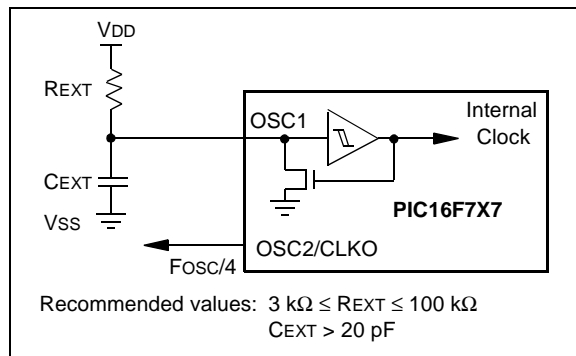 VDD
REXT
CEXT
VSS
OSC1
Internal
Clock
PIC16F7X7
OSC2/CLKO
FOSC/4
Recommended values: 3 kΩ ≤ REXT ≤ 100 kΩ
CEXT > 20 pF